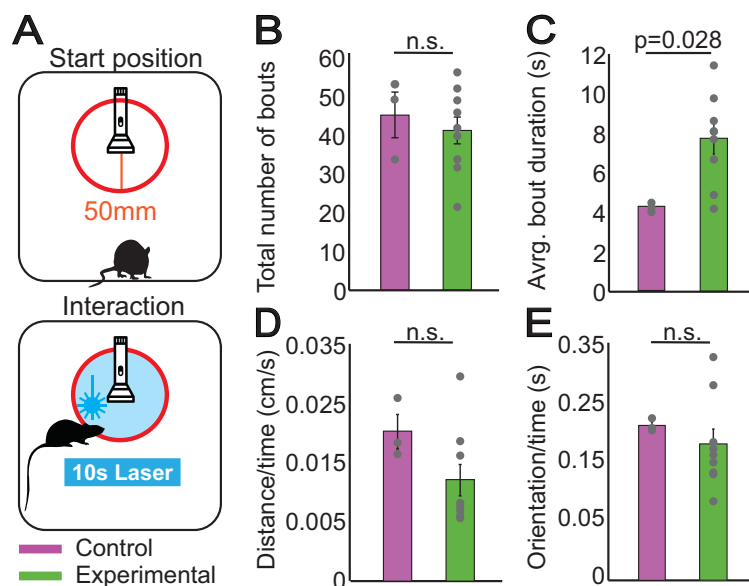 A
Start position
50mm
Interaction
10s Laser
Control
Experimental
B
n.s.
Total number of bouts
60
50
40
30
20
10
0
C
p=0.028
Avrg. bout duration (s)
12
10
8
6
4
2
0
D
n.s.
Distance/time (cm/s)
0.035
0.025
0.015
0.005
0
E
n.s.
Orientation/time (s)
0.35
0.25
0.15
0.05
0